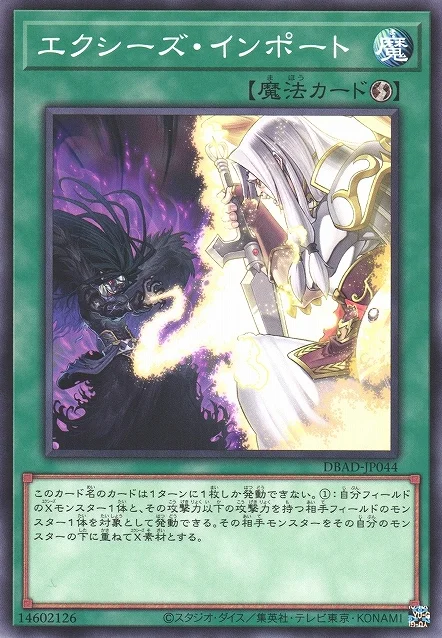 エクシーズ・インポート
魔
【魔法カード】
DBAD-JP044
このカード名のカードは1ターンに1枚しか発動できない。①:自分フィールド
のXモンスター1体と、その攻撃力以下の攻撃力を持つ相手フィールドのモン
スター1体を対象として発動できる。その相手モンスターをその自分のモン
スターの下に重ねてX素材とする。
14602126
©スタジオ・ダイス/集英社・テレビ東京・KONAMI